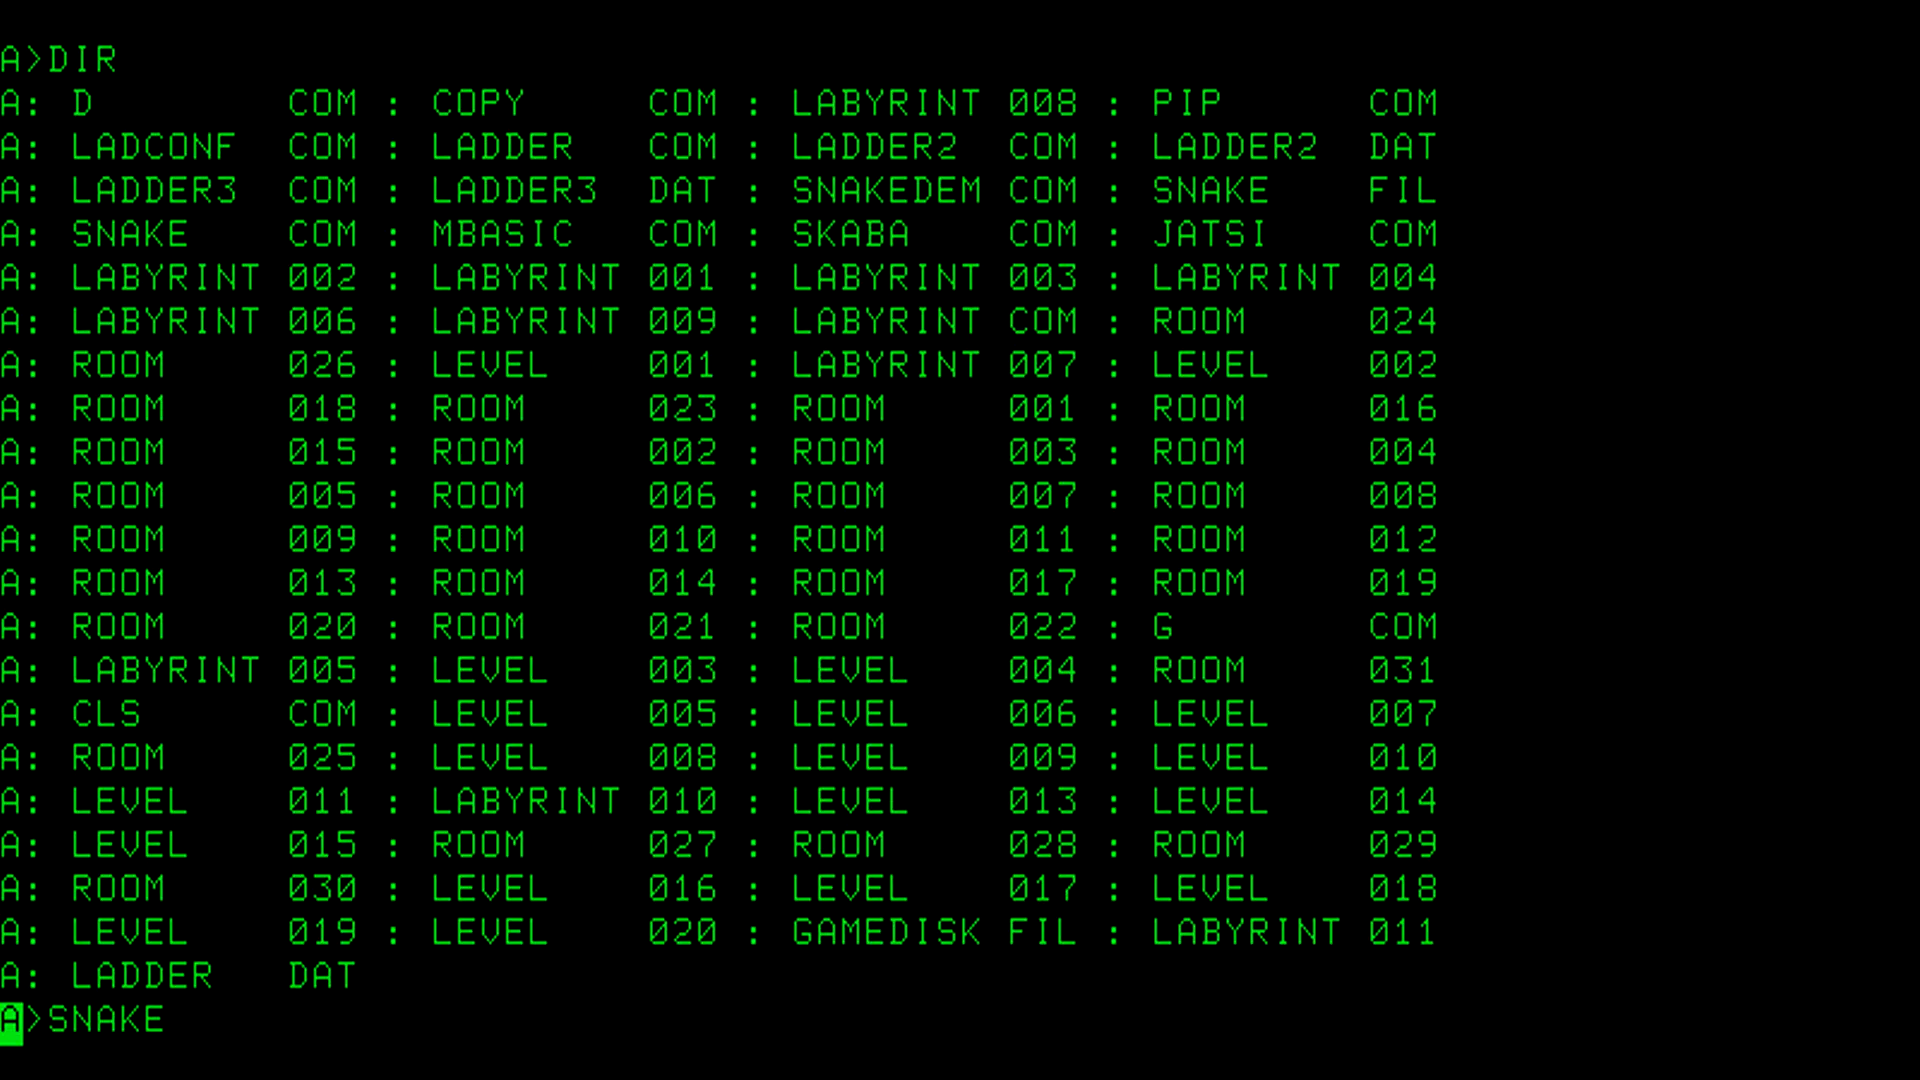 A>DIR
A: D         COM : COPY      COM : LABYRINT 008 : PIP       COM
A: LADCONF   COM : LADDER    COM : LADDER2  COM : LADDER2  DAT
A: LADDER3  COM : LADDER3  DAT : SNAKEDEM COM : SNAKE    FIL
A: SNAKE    COM : MBASIC   COM : SKABA    COM : JATSI    COM
A: LABYRINT 002 : LABYRINT 001 : LABYRINT 003 : LABYRINT 004
A: LABYRINT 006 : LABYRINT 009 : LABYRINT COM : ROOM     024
A: ROOM     026 : LEVEL    001 : LABYRINT 007 : LEVEL    002
A: ROOM     018 : ROOM     023 : ROOM     001 : ROOM     016
A: ROOM     015 : ROOM     002 : ROOM     003 : ROOM     004
A: ROOM     005 : ROOM     006 : ROOM     007 : ROOM     008
A: ROOM     009 : ROOM     010 : ROOM     011 : ROOM     012
A: ROOM     013 : ROOM     014 : ROOM     017 : ROOM     019
A: ROOM     020 : ROOM     021 : ROOM     022 : G        COM
A: LABYRINT 005 : LEVEL    003 : LEVEL    004 : ROOM     031
A: CLS      COM : LEVEL    005 : LEVEL    006 : LEVEL    007
A: ROOM     025 : LEVEL    008 : LEVEL    009 : LEVEL    010
A: LEVEL    011 : LABYRINT 010 : LEVEL    013 : LEVEL    014
A: LEVEL    015 : ROOM     027 : ROOM     028 : ROOM     029
A: ROOM     030 : LEVEL    016 : LEVEL    017 : LEVEL    018
A: LEVEL    019 : LEVEL    020 : GAMEDISK FIL : LABYRINT 011
A: LADDER   DAT
A>SNAKE